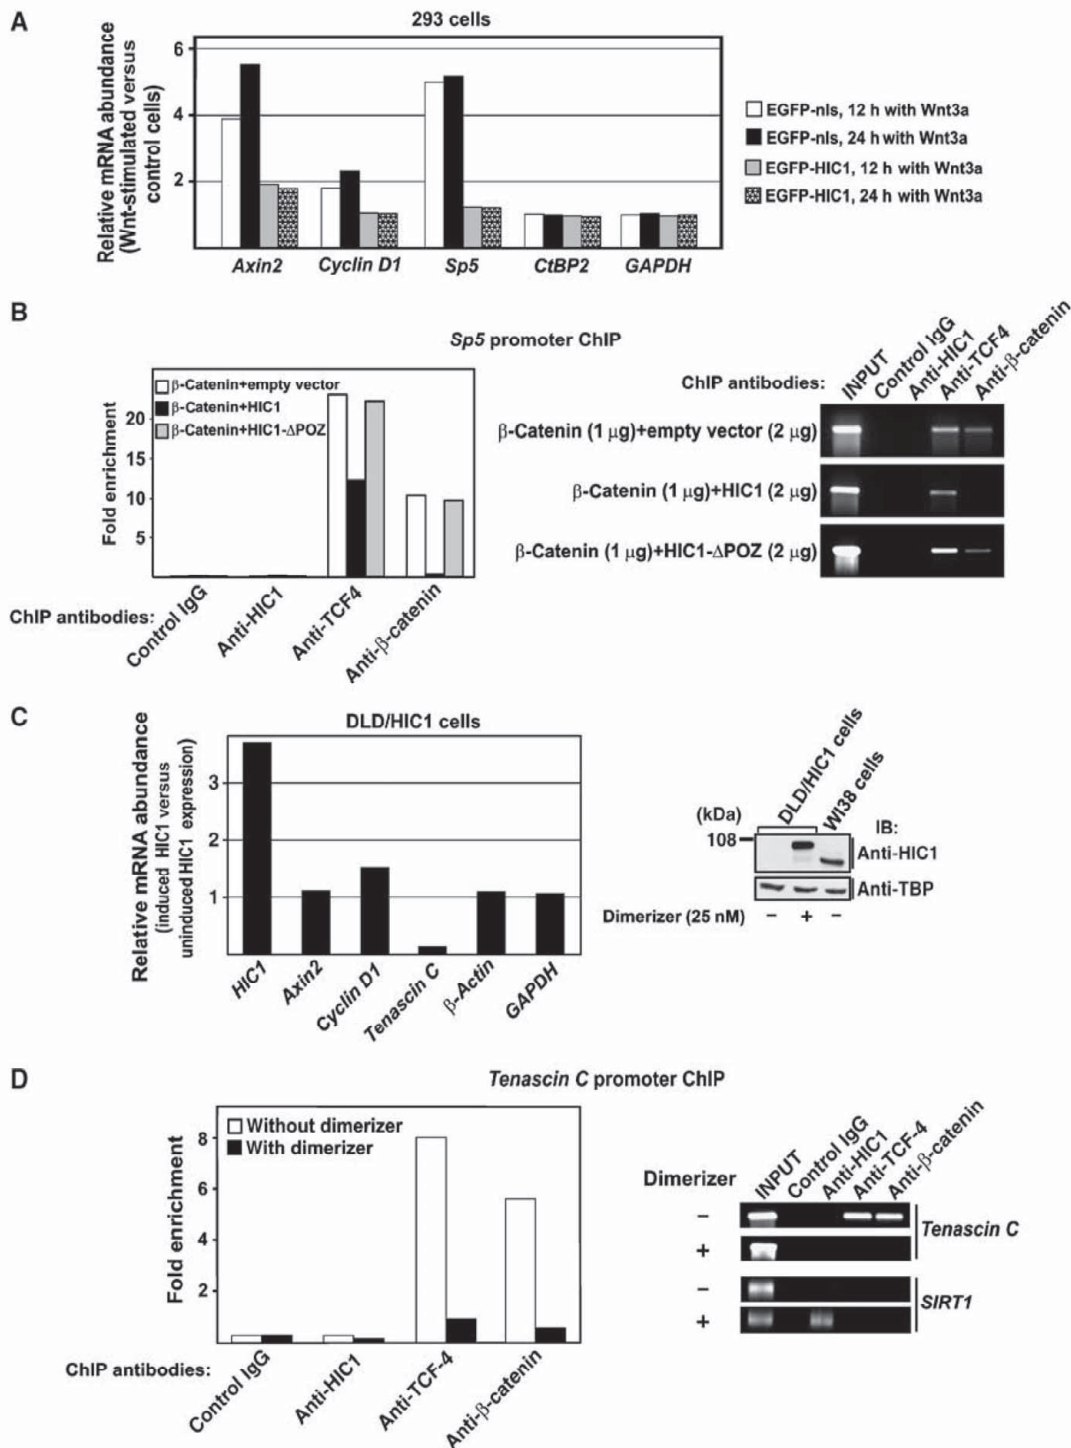 A
293 cells
Relative mRNA abundance
(Wnt-stimulated versus
control cells)
6
4
2
Axin2 Cyclin D1 Sp5 CtBP2 GAPDH
EGFP-nls, 12 h with Wnt3a
EGFP-nls, 24 h with Wnt3a
EGFP-HIC1, 12 h with Wnt3a
EGFP-HIC1, 24 h with Wnt3a
B
Sp5 promoter ChIP
Fold enrichment
20
15
10
5
β-Catenin+empty vector
β-Catenin+HIC1
β-Catenin+HIC1-ΔPOZ
ChIP antibodies:
Control IgG
Anti-HIC1
Anti-TCF4
Anti-β-catenin
ChIP antibodies:
INPUT
Control IgG
Anti-HIC1
Anti-TCF4
Anti-β-catenin
β-Catenin (1 μg)+empty vector (2 μg)
β-Catenin (1 μg)+HIC1 (2 μg)
β-Catenin (1 μg)+HIC1-ΔPOZ (2 μg)
C
DLD/HIC1 cells
Relative mRNA abundance
(induced HIC1 versus
uninduced HIC1 expression)
3
2
1
HIC1
Axin2
Cyclin D1
Tenascin C
β-Actin
GAPDH
DLD/HIC1 cells
WI38 cells
(kDa)
108
IB:
Anti-HIC1
Anti-TBP
Dimerizer (25 nM) − + −
D
Tenascin C promoter ChIP
Fold enrichment
8
6
4
2
Without dimerizer
With dimerizer
ChIP antibodies:
Control IgG
Anti-HIC1
Anti-TCF-4
Anti-β-catenin
Dimerizer
INPUT
Control IgG
Anti-HIC1
Anti-TCF-4
Anti-β-catenin
−
+
Tenascin C
−
+
SIRT1